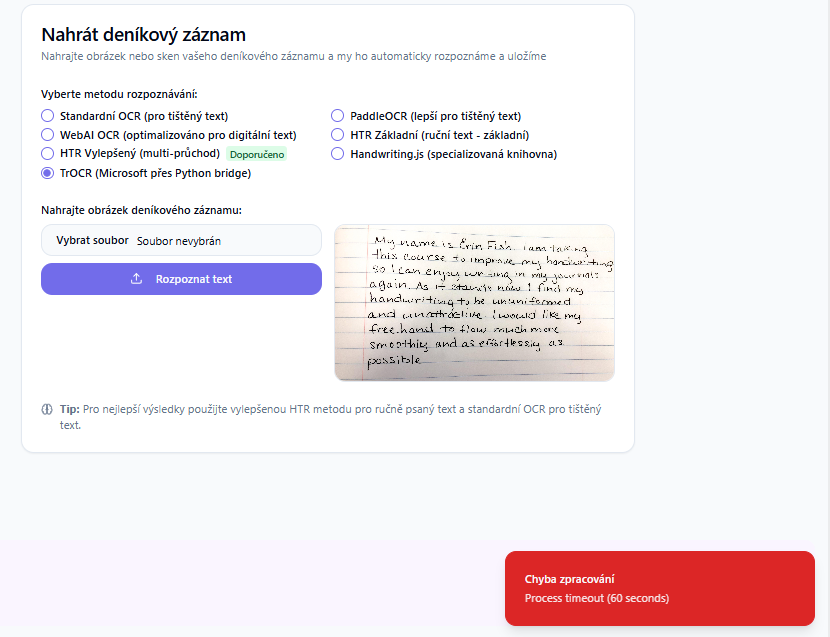 Nahrát deníkový záznam
Nahrajte obrázek nebo sken vašeho deníkového záznamu a my ho automaticky rozpoznáme a uložíme
Vyberte metodu rozpoznávání:
Standardní OCR (pro tištěný text)
PaddleOCR (lepší pro tištěný text)
WebAI OCR (optimalizováno pro digitální text)
HTR Základní (ruční text - základní)
HTR Vylepšený (multi-průchod) Doporučeno
Handwriting.js (specializovaná knihovna)
TrOCR (Microsoft přes Python bridge)
Nahrajte obrázek deníkového záznamu:
Vybrat soubor Soubor nevybrán
Rozpoznat text
My name is Erin Fish. I am taking
this course to improve my handwriting
so I can enjoy writing in my journals
again. As it stands now I find my
handwriting to be ununiformed
and unattractive. I would like my
freehand to flow much more
smoothly and as effortlessly as
possible.
Tip: Pro nejlepší výsledky použijte vylepšenou HTR metodu pro ručně psaný text a standardní OCR pro tištěný
text.
Chyba zpracování
Process timeout (60 seconds)